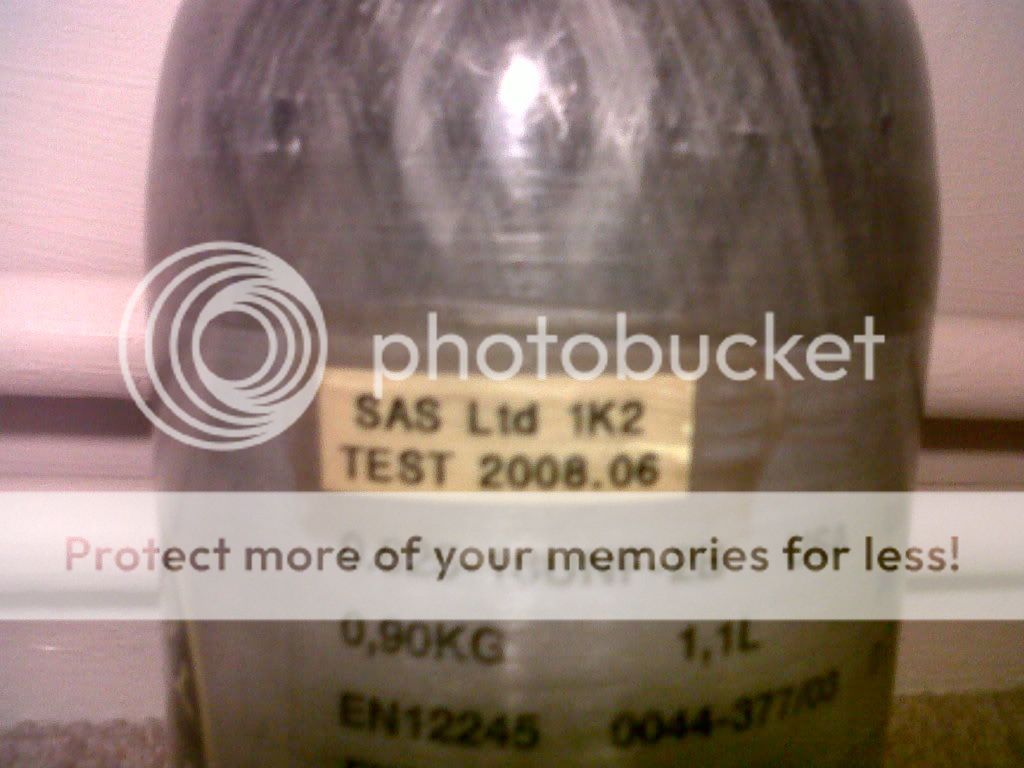 photobucket
SAS Ltd 1K2
TEST 2008.06
Protect more of your memories for less!
0,90KG 1,1L
EN12245 0044-377/03